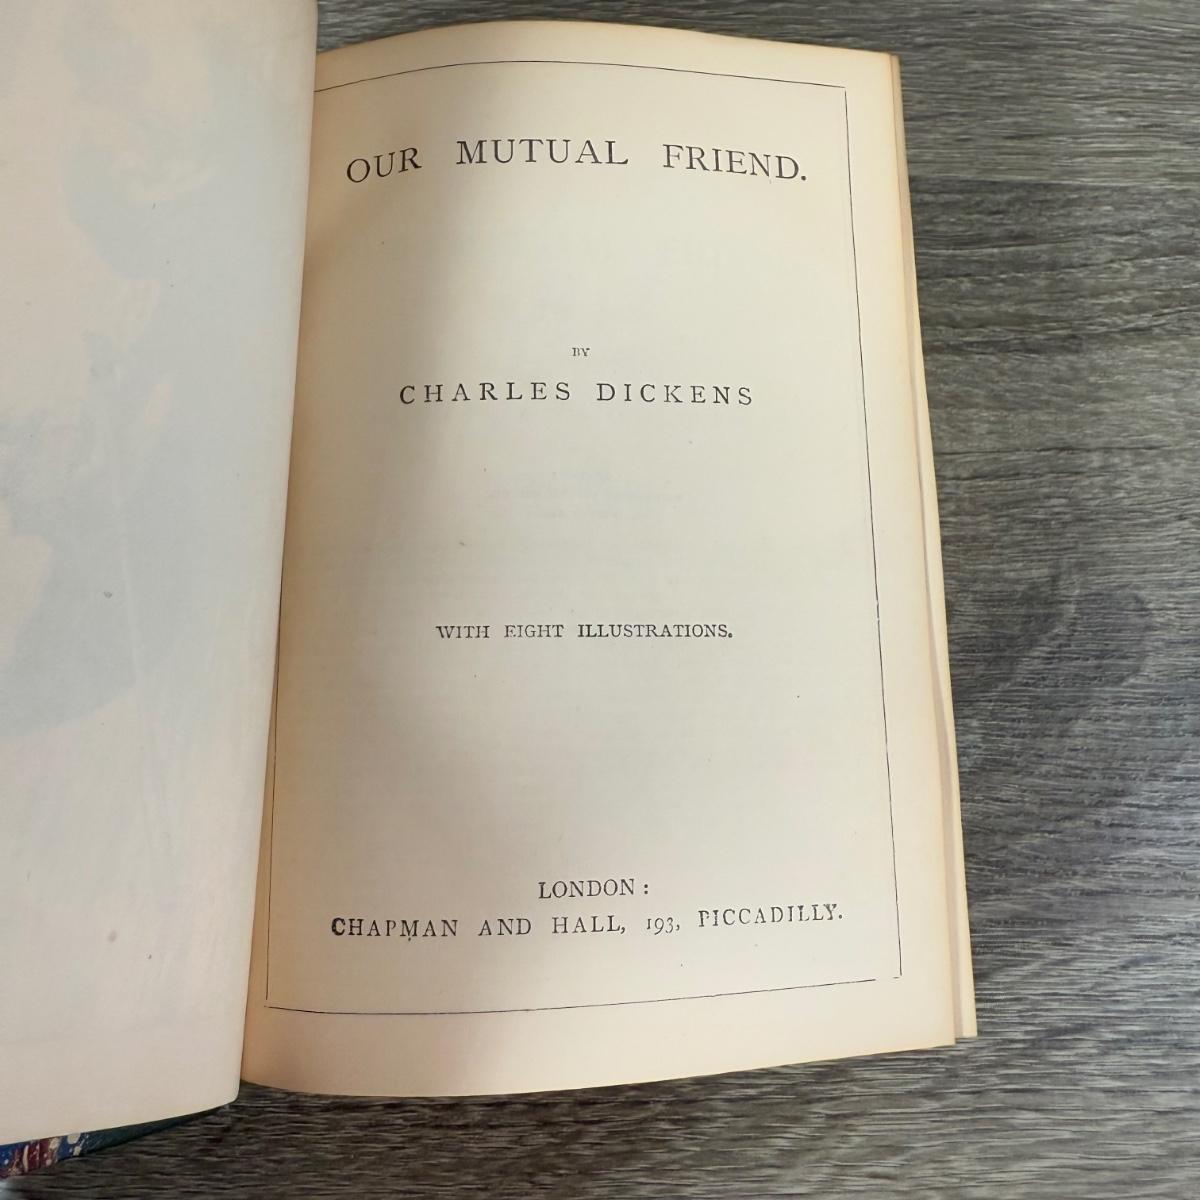 OUR MUTUAL FRIEND.
BY
CHARLES DICKENS
WITH EIGHT ILLUSTRATIONS.
LONDON:
CHAPMAN AND HALL, 193, PICCADILLY.